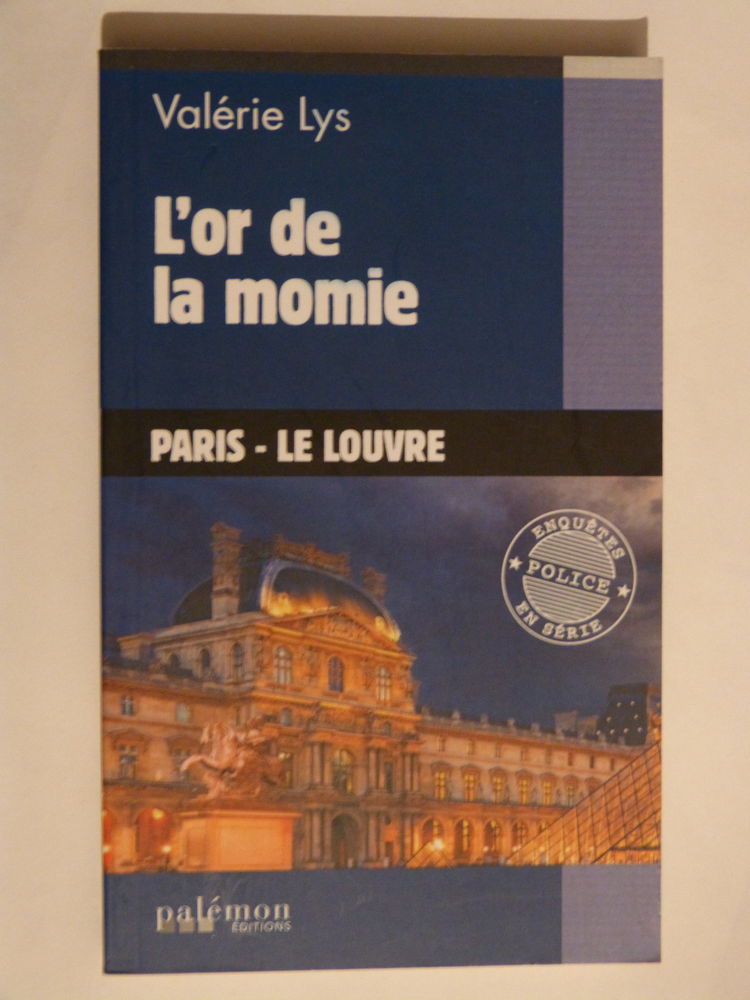 Valérie Lys
L'or de
la momie
PARIS - LE LOUVRE
ENQUÊTES
POLICE
EN SÉRIE
palémon
ÉDITIONS